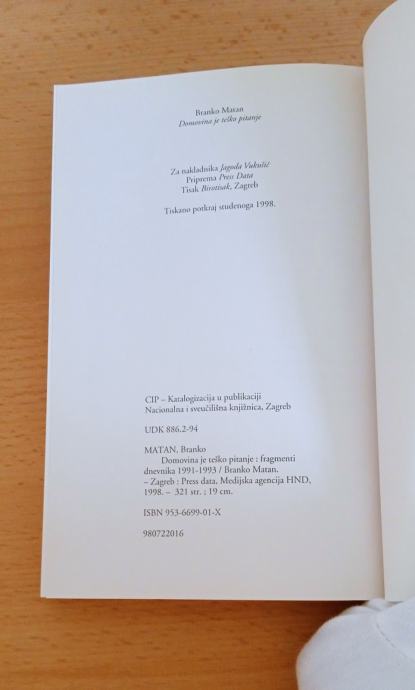 Branko Matan
Domovina je teško pitanje
Za nakladnika Jagoda Vukušić
Priprema Press Data
Tisak Birotisak, Zagreb
Tiskano potkraj studenoga 1998.
CIP – Katalogizacija u publikaciji
Nacionalna i sveučilišna knjižnica, Zagreb
UDK 886.2-94
MATAN, Branko
Domovina je teško pitanje : fragmenti
dnevnika 1991-1993 / Branko Matan.
– Zagreb : Press data, Medijska agencija HND,
1998. – 321 str. ; 19 cm.
ISBN 953-6699-01-X
980722016